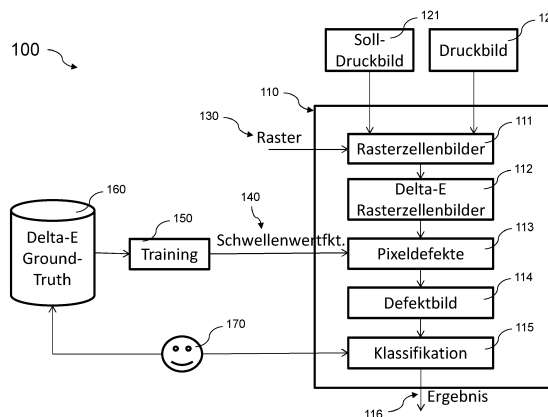 100
Soll-
Druckbild
121
Druckbild
110
130
Raster
Rasterzellenbilder
111
Delta-E
Rasterzellenbilder
112
160
Delta-E
Ground-
Truth
150
Training
140
Schwellenwertfkt.
Pixeldefekte
113
Defektbild
114
170
Klassifikation
115
116
Ergebnis